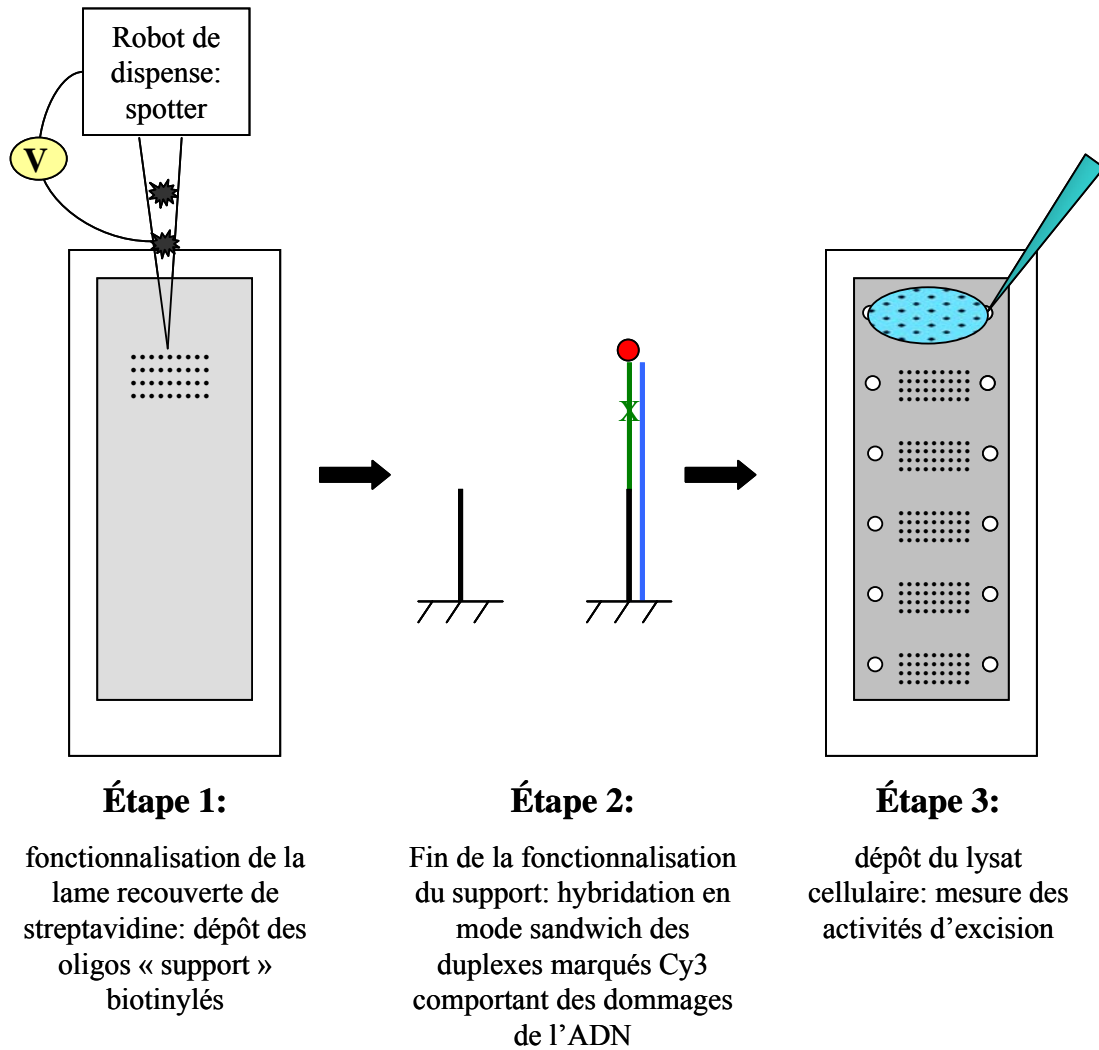 Robot de
dispense:
spotter
V
X
Étape 1:
fonctionnalisation de la
lame recouverte de
streptavidine: dépôt des
oligos « support »
biotinylés
Étape 2:
Fin de la fonctionnalisation
du support: hybridation en
mode sandwich des
duplexes marqués Cy3
comportant des dommages
de l’ADN
Étape 3:
dépôt du lysat
cellulaire: mesure des
activités d’excision